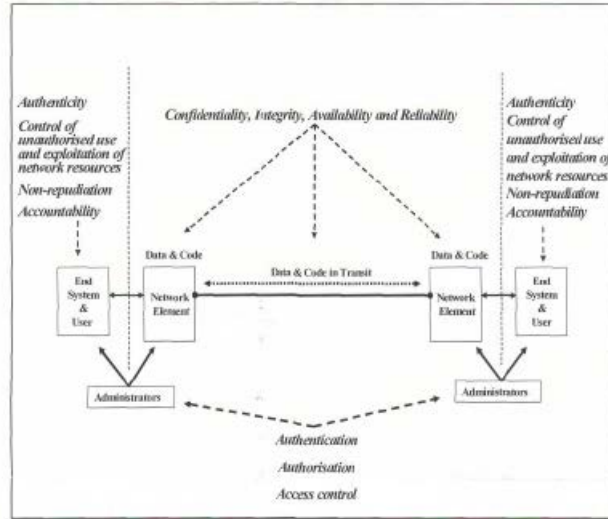 Authenticity
Control of
unauthorised use
and exploitation of
network resources
Non-repudiation
Accountability
Confidentiality, Integrity, Availability and Reliability
Authenticity
Control of
unauthorised use
and exploitation of
network resources
Non-repudiation
Accountability
Data & Code
Data & Code
End
System
&
User
Network
Element
Data & Code in Transit
Network
Element
End
System
&
User
Administrators
Administrators
Authentication
Authorisation
Access control